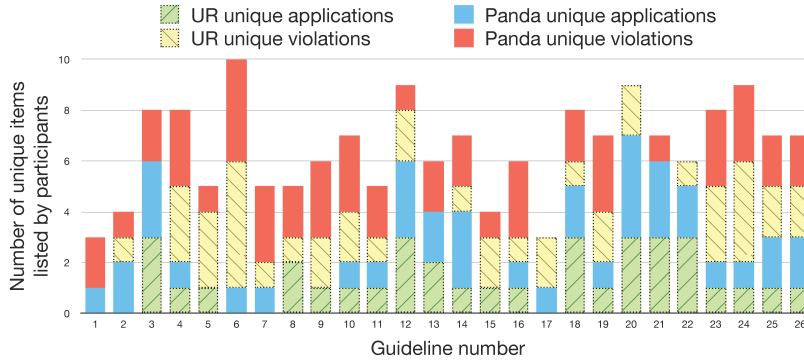 UR unique applications
Panda unique applications
UR unique violations
Panda unique violations
Number of unique items
listed by participants
10
8
6
4
2
0
1 2 3 4 5 6 7 8 9 10 11 12 13 14 15 16 17 18 19 20 21 22 23 24 25 26
Guideline number